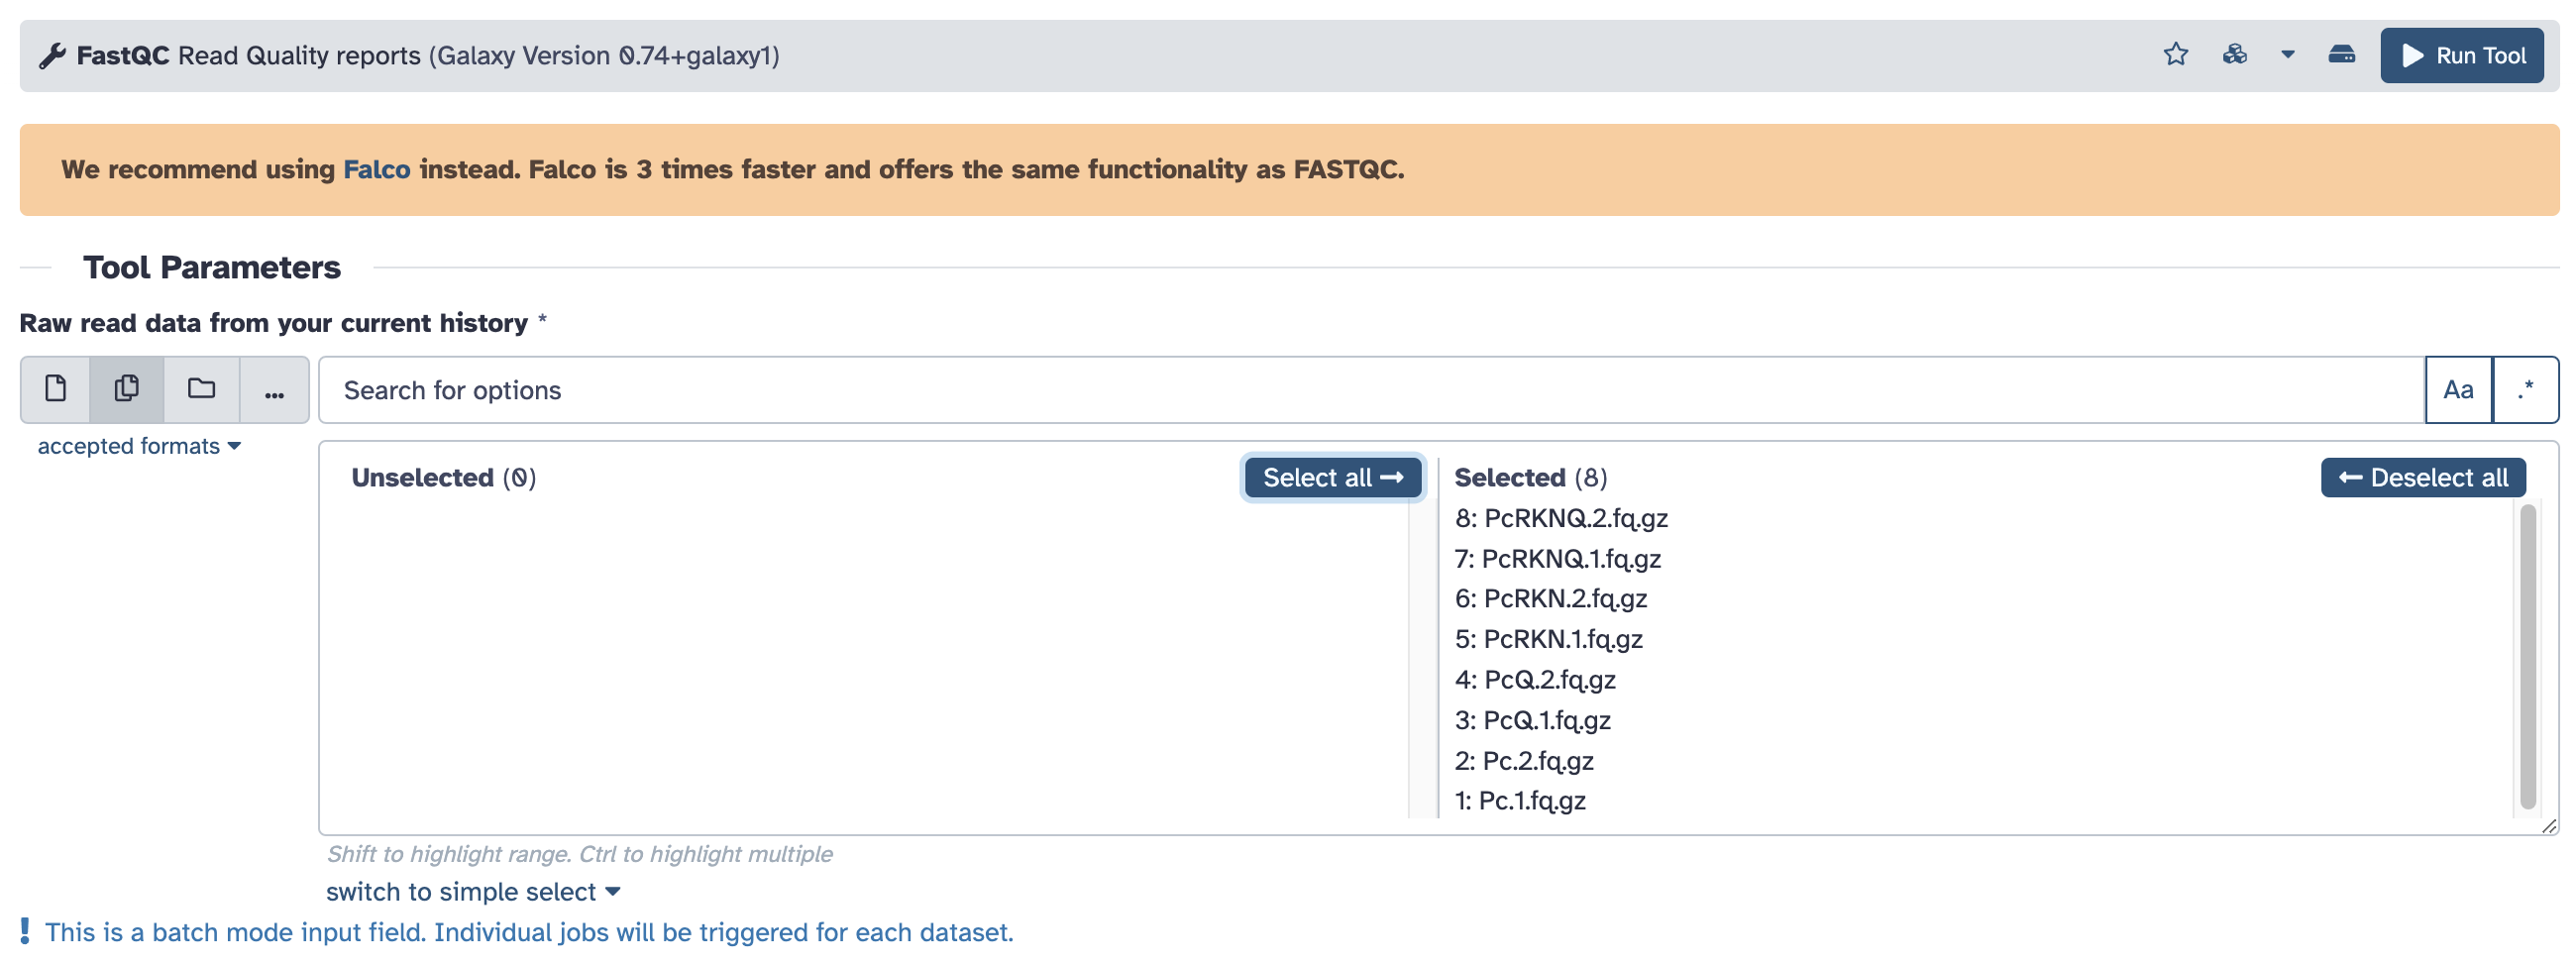 FastQC Read Quality reports (Galaxy Version 0.74+galaxy1)
Run Tool
We recommend using Falco instead. Falco is 3 times faster and offers the same functionality as FASTQC.
Tool Parameters
Raw read data from your current history *
...
Search for options
Aa
.*
accepted formats
Unselected (0)
Select all →
Selected (8)
← Deselect all
8: PcRKNQ.2.fq.gz
7: PcRKNQ.1.fq.gz
6: PcRKN.2.fq.gz
5: PcRKN.1.fq.gz
4: PcQ.2.fq.gz
3: PcQ.1.fq.gz
2: Pc.2.fq.gz
1: Pc.1.fq.gz
Shift to highlight range. Ctrl to highlight multiple
switch to simple select
! This is a batch mode input field. Individual jobs will be triggered for each dataset.